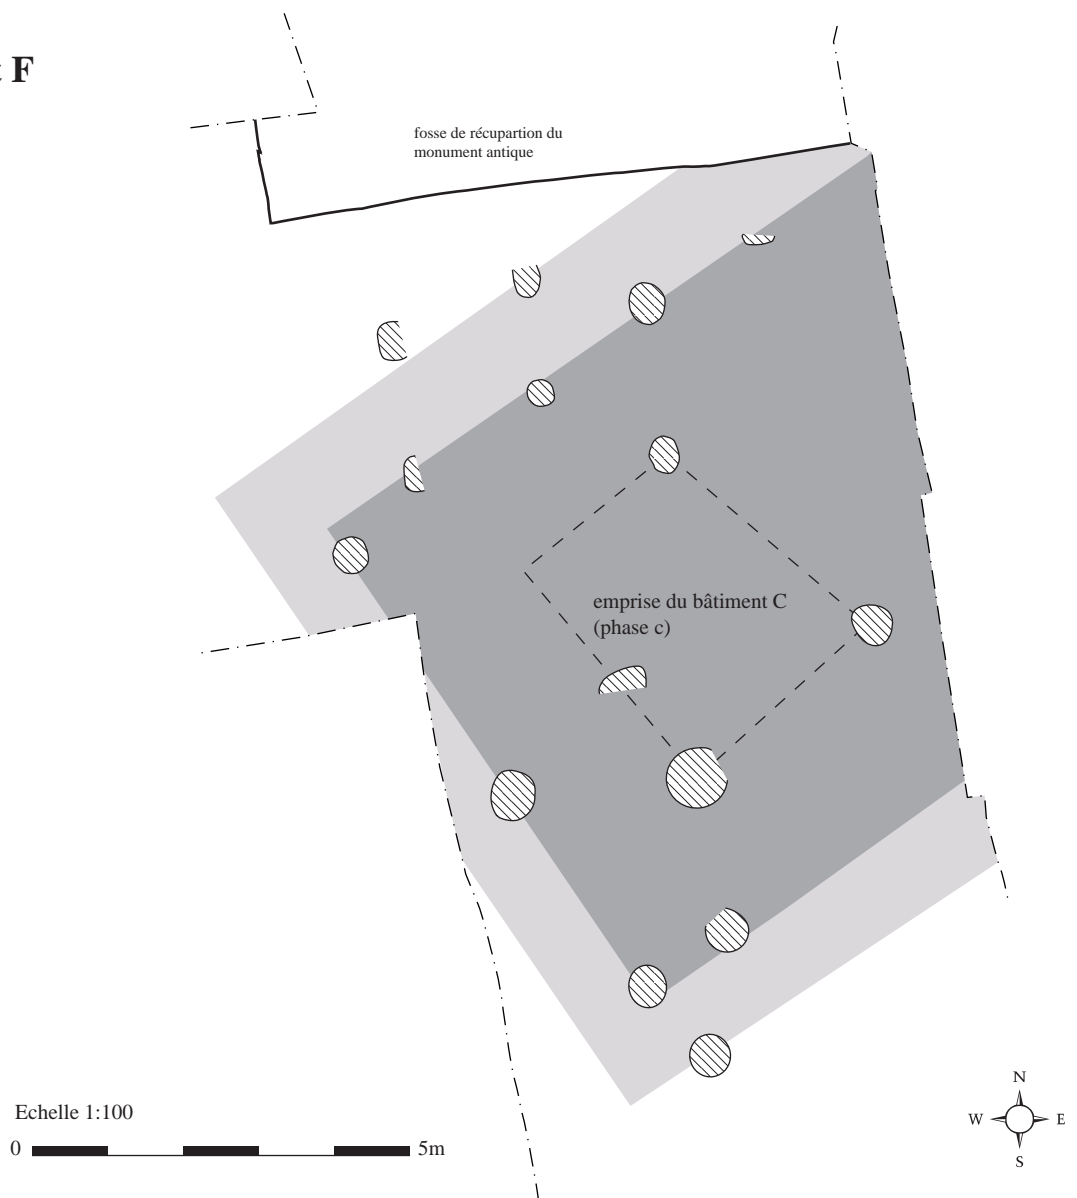 F
fosse de récupartion du
monument antique
emprise du bâtiment C
(phase c)
Echelle 1:100
0 5m
N
W E
S